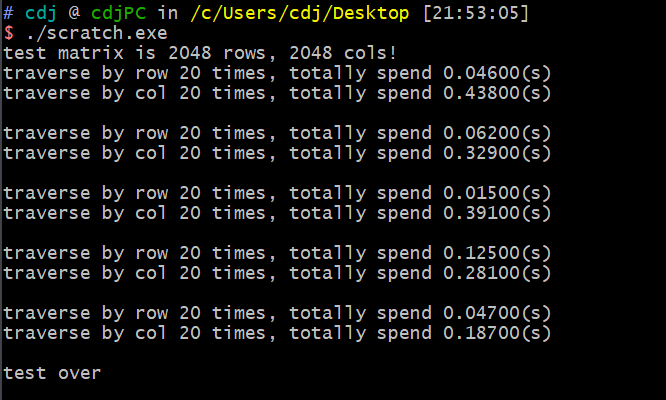 # cdj @ cdjPC in /c/Users/cdj/Desktop [21:53:05]
$ ./scratch.exe
test matrix is 2048 rows, 2048 cols!
traverse by row 20 times, totally spend 0.04600(s)
traverse by col 20 times, totally spend 0.43800(s)
traverse by row 20 times, totally spend 0.06200(s)
traverse by col 20 times, totally spend 0.32900(s)
traverse by row 20 times, totally spend 0.01500(s)
traverse by col 20 times, totally spend 0.39100(s)
traverse by row 20 times, totally spend 0.12500(s)
traverse by col 20 times, totally spend 0.28100(s)
traverse by row 20 times, totally spend 0.04700(s)
traverse by col 20 times, totally spend 0.18700(s)
test over